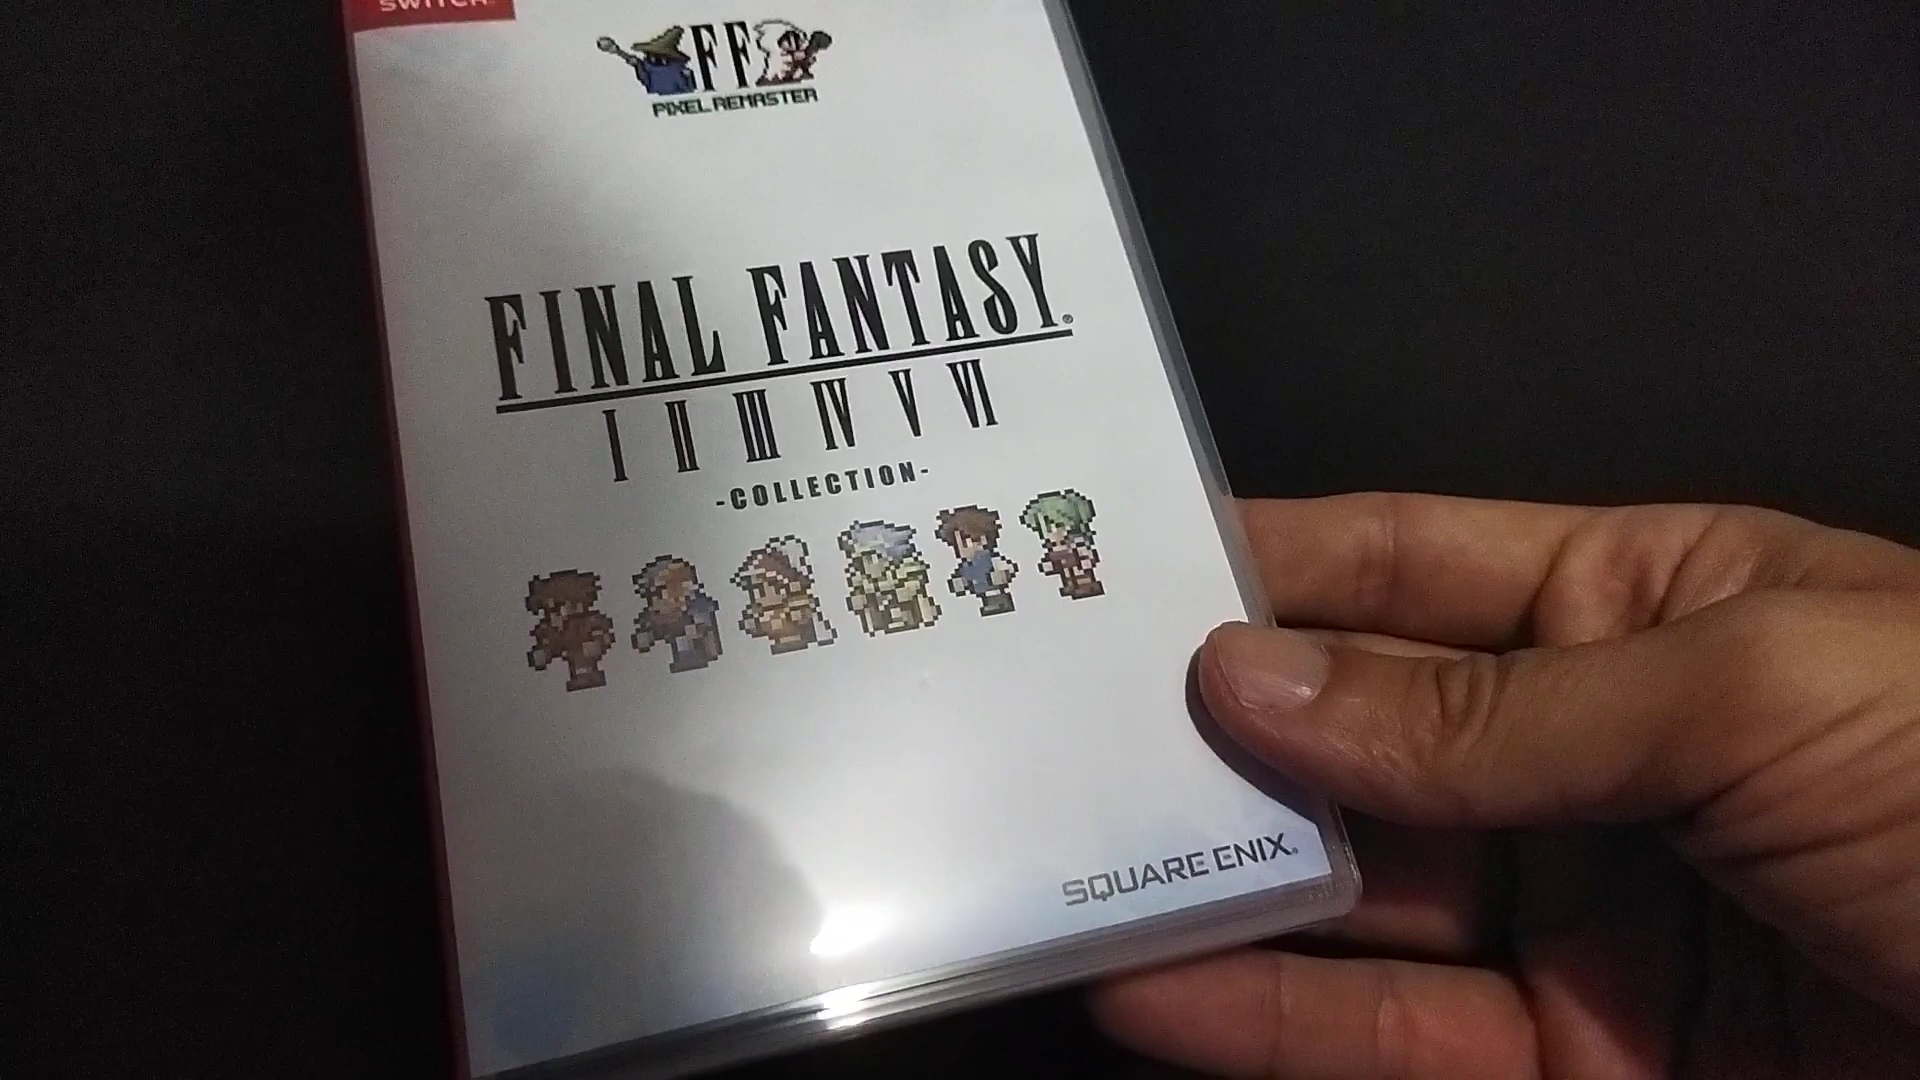 SWITCH
FF
PIXEL REMASTER
FINAL FANTASY®
I II III IV V VI
-COLLECTION-
SQUARE ENIX®